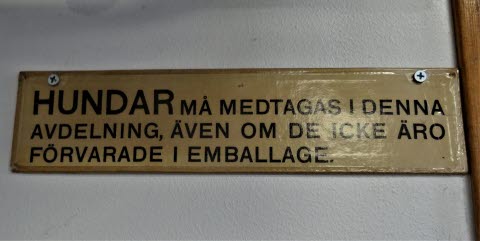 HUNDAR MÅ MEDTAGAS I DENNA
AVDELNING, ÄVEN OM DE ICKE ÄRO
FÖRVARADE I EMBALLAGE.